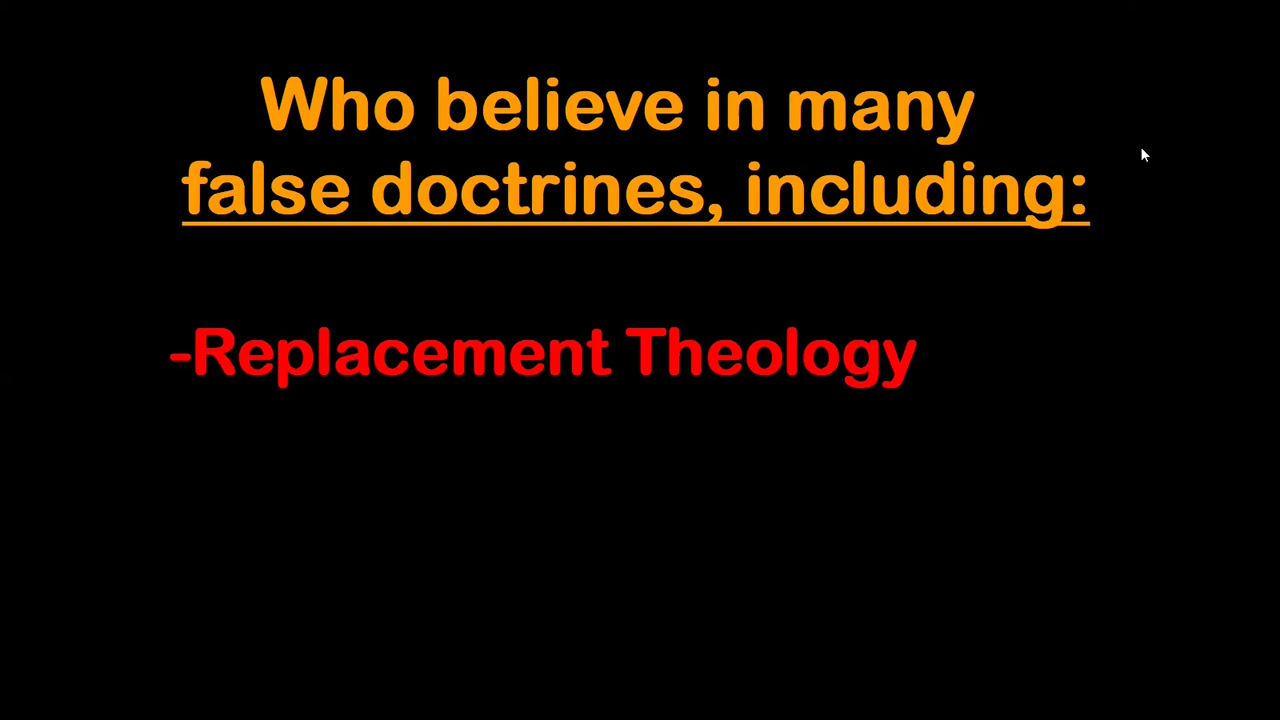 Who believe in many
false doctrines, including:
-Replacement Theology